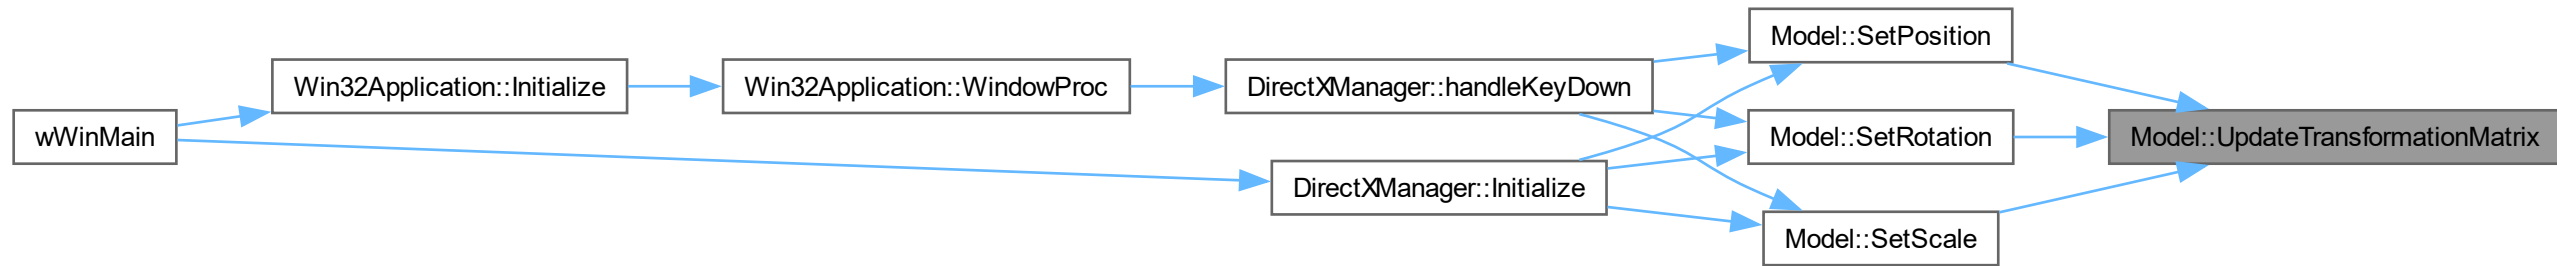 wWinMain
Win32Application::Initialize
Win32Application::WindowProc
DirectXManager::handleKeyDown
DirectXManager::Initialize
Model::SetPosition
Model::SetRotation
Model::SetScale
Model::UpdateTransformationMatrix